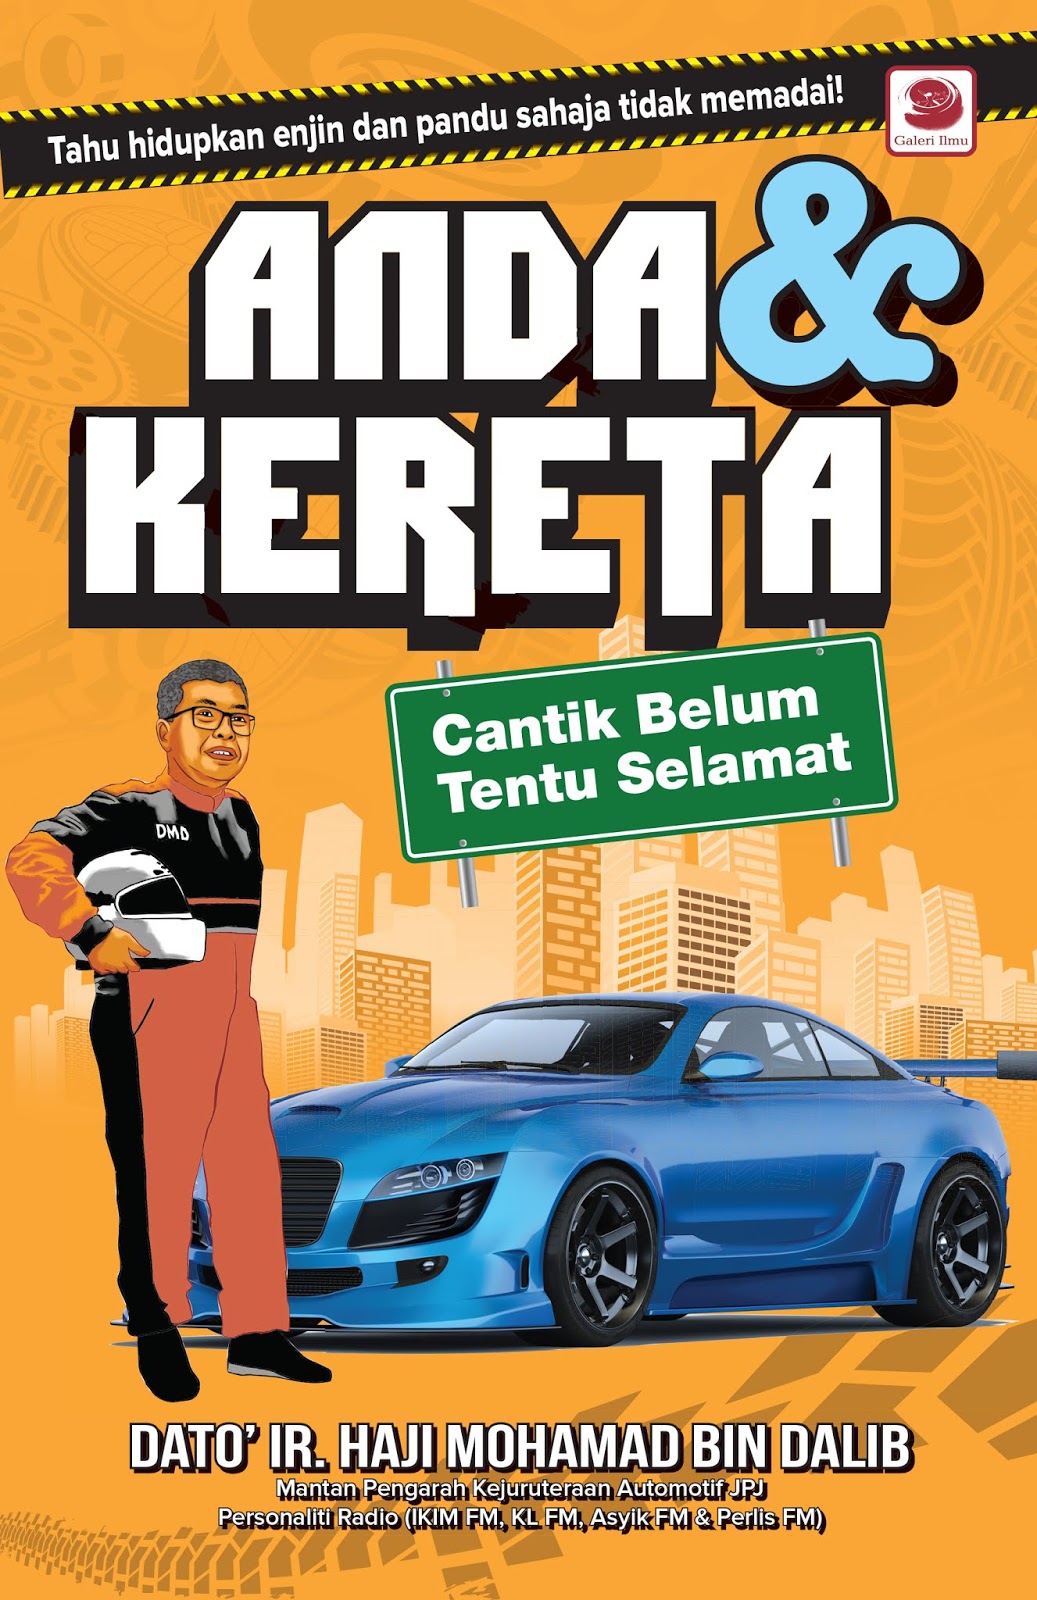 Tahu hidupkan enjin dan pandu sahaja tidak memadai!
Galeri Ilmu
ANDA &
KERETA
Cantik Belum
Tentu Selamat
DMD
DATO' IR. HAJI MOHAMAD BIN DALIB
Mantan Pengarah Kejuruteraan Automotif JPJ
Personaliti Radio (IKIM FM, KL FM, Asyik FM & Perlis FM)